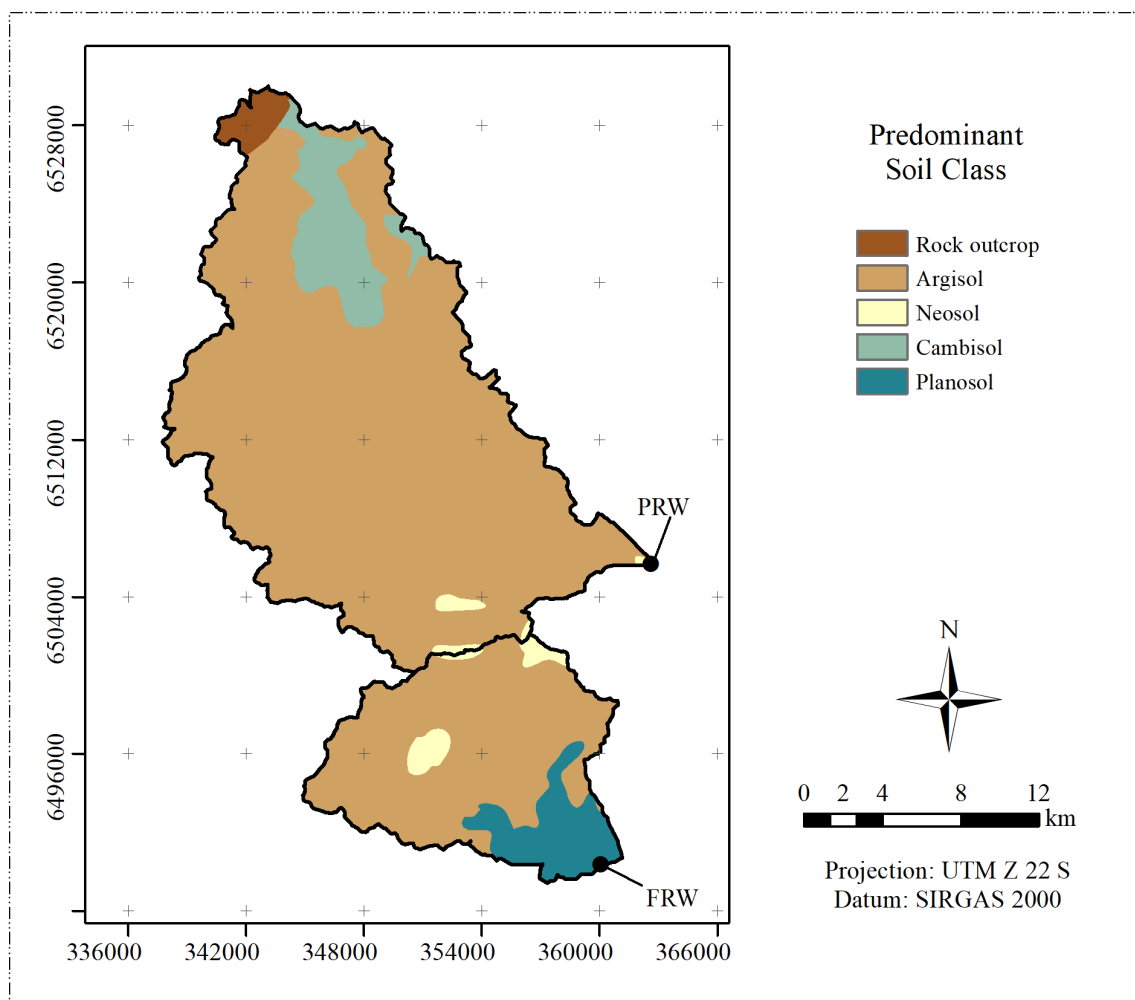 Predominant
Soil Class
Rock outcrop
Argisol
Neosol
Cambisol
Planosol
6528000
6520000
6512000
6504000
6496000
PRW
FRW
336000 342000 348000 354000 360000 366000
N
0 2 4 8 12
km
Projection: UTM Z 22 S
Datum: SIRGAS 2000